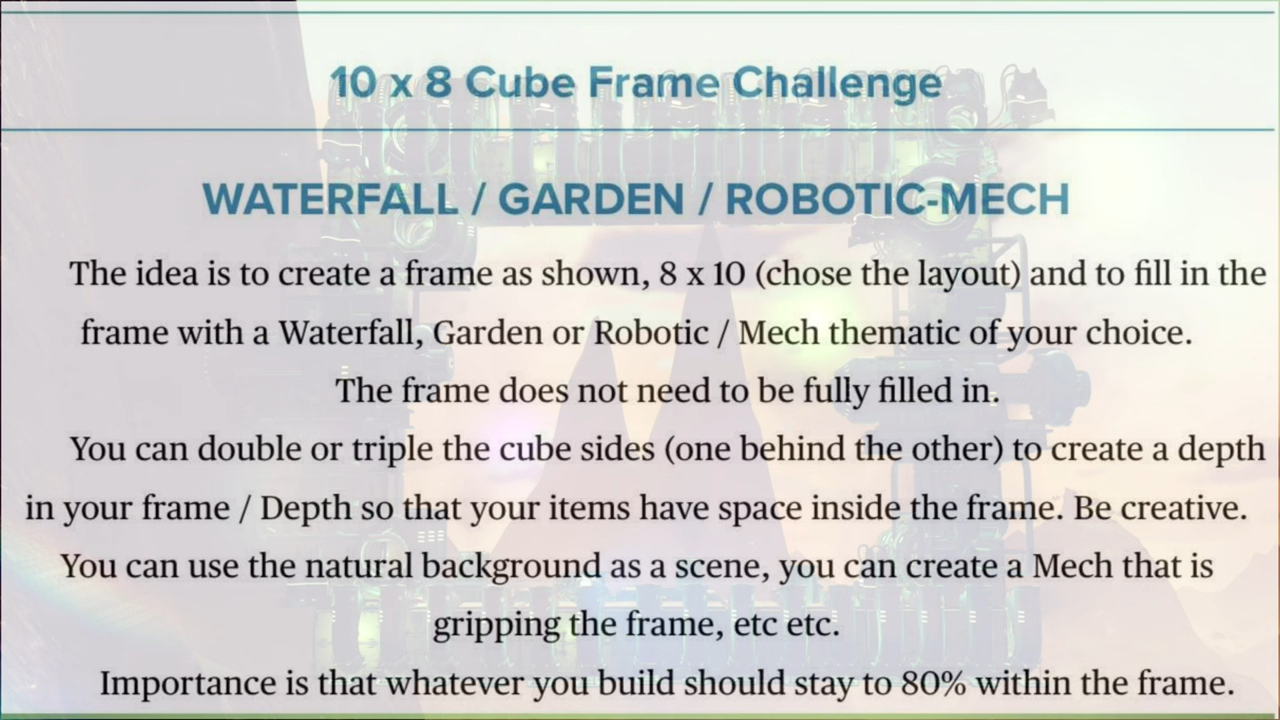 10 x 8 Cube Frame Challenge
WATERFALL / GARDEN / ROBOTIC-MECH
The idea is to create a frame as shown, 8 x 10 (chose the layout) and to fill in the
frame with a Waterfall, Garden or Robotic / Mech thematic of your choice.
The frame does not need to be fully filled in.
You can double or triple the cube sides (one behind the other) to create a depth
in your frame / Depth so that your items have space inside the frame. Be creative.
You can use the natural background as a scene, you can create a Mech that is
gripping the frame, etc etc.
Importance is that whatever you build should stay to 80% within the frame.